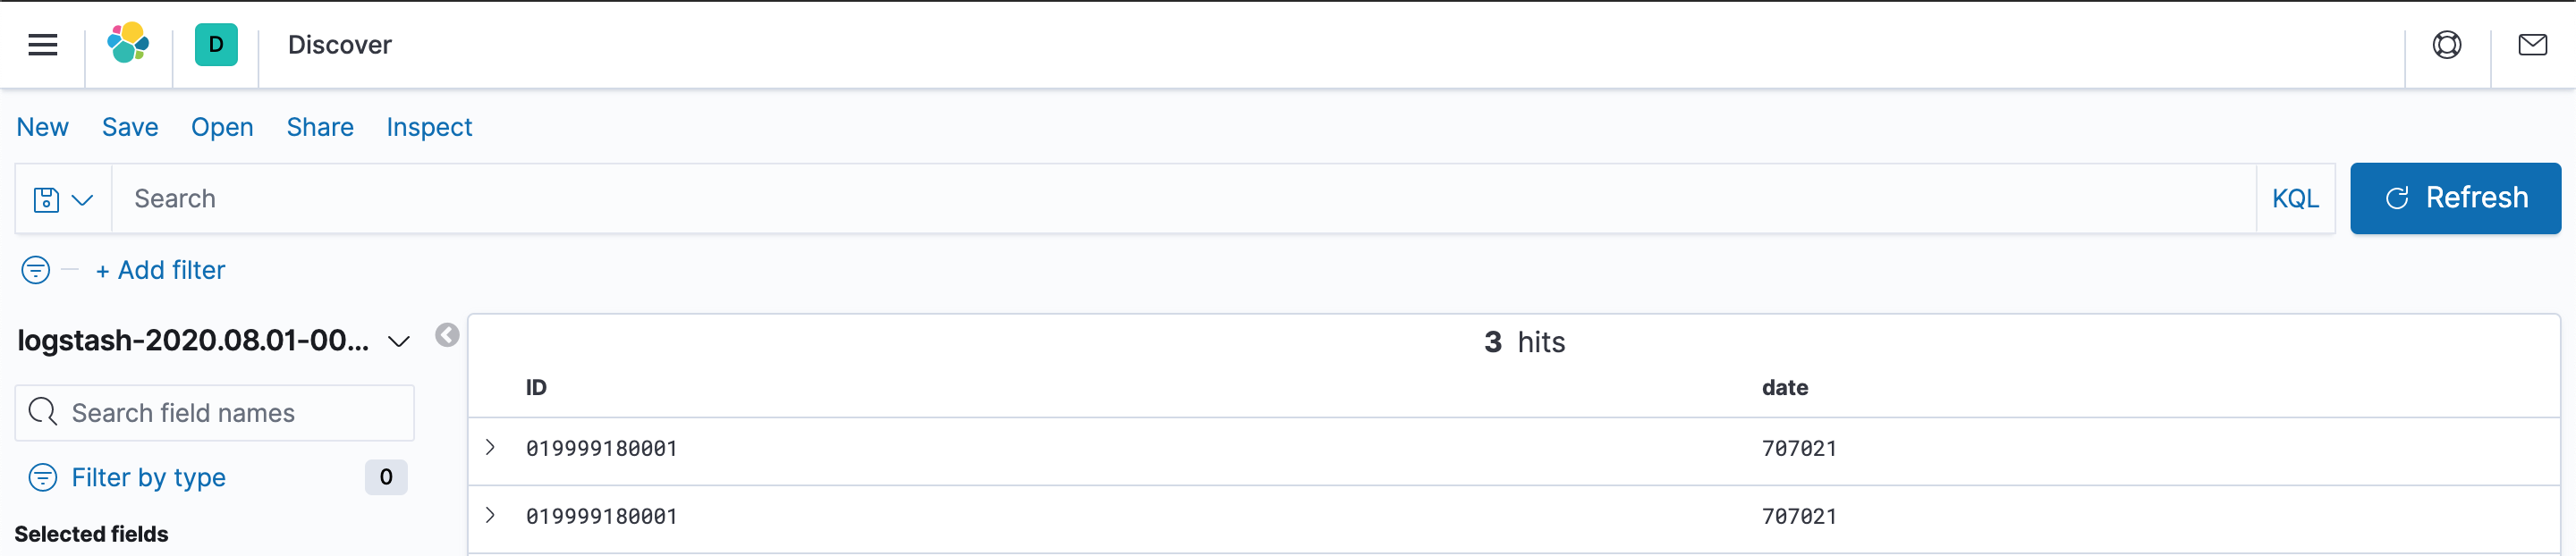 D Discover
New Save Open Share Inspect
Search KQL Refresh
+ Add filter
logstash-2020.08.01-00...
Search field names
Filter by type 0
Selected fields
3 hits
ID date
019999180001 707021
019999180001 707021